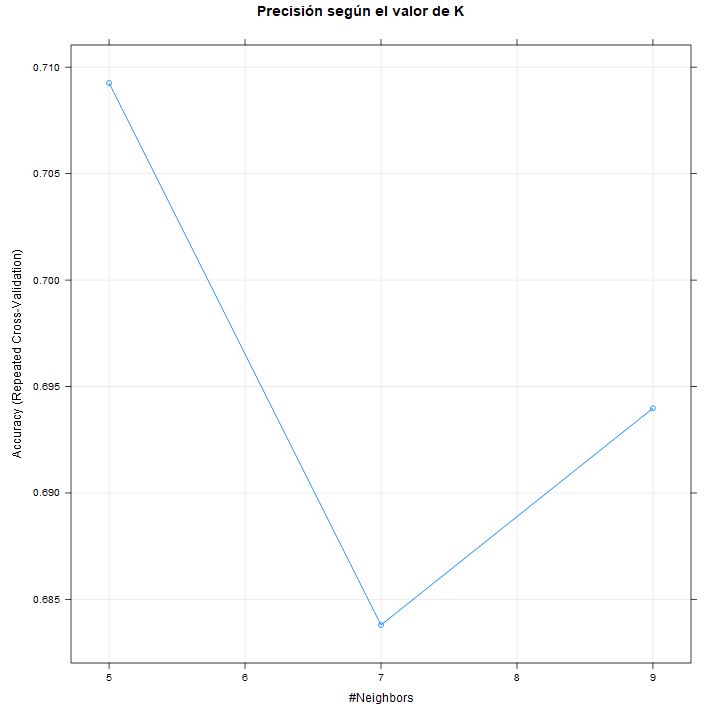 Precisión según el valor de K
0.710
0.705
0.700
0.695
0.690
0.685
Accuracy (Repeated Cross-Validation)
5 6 7 8 9
#Neighbors